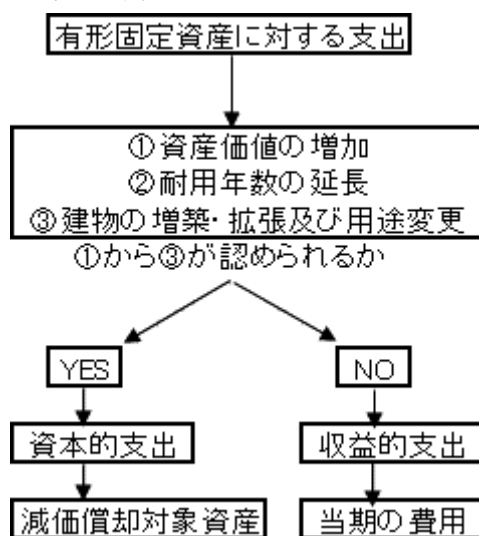 有形固定資産に対する支出
①資産価値の増加
②耐用年数の延長
③建物の増築・拡張及び用途変更
①から③が認められるか
YES
NO
資本的支出
収益的支出
減価償却対象資産
当期の費用